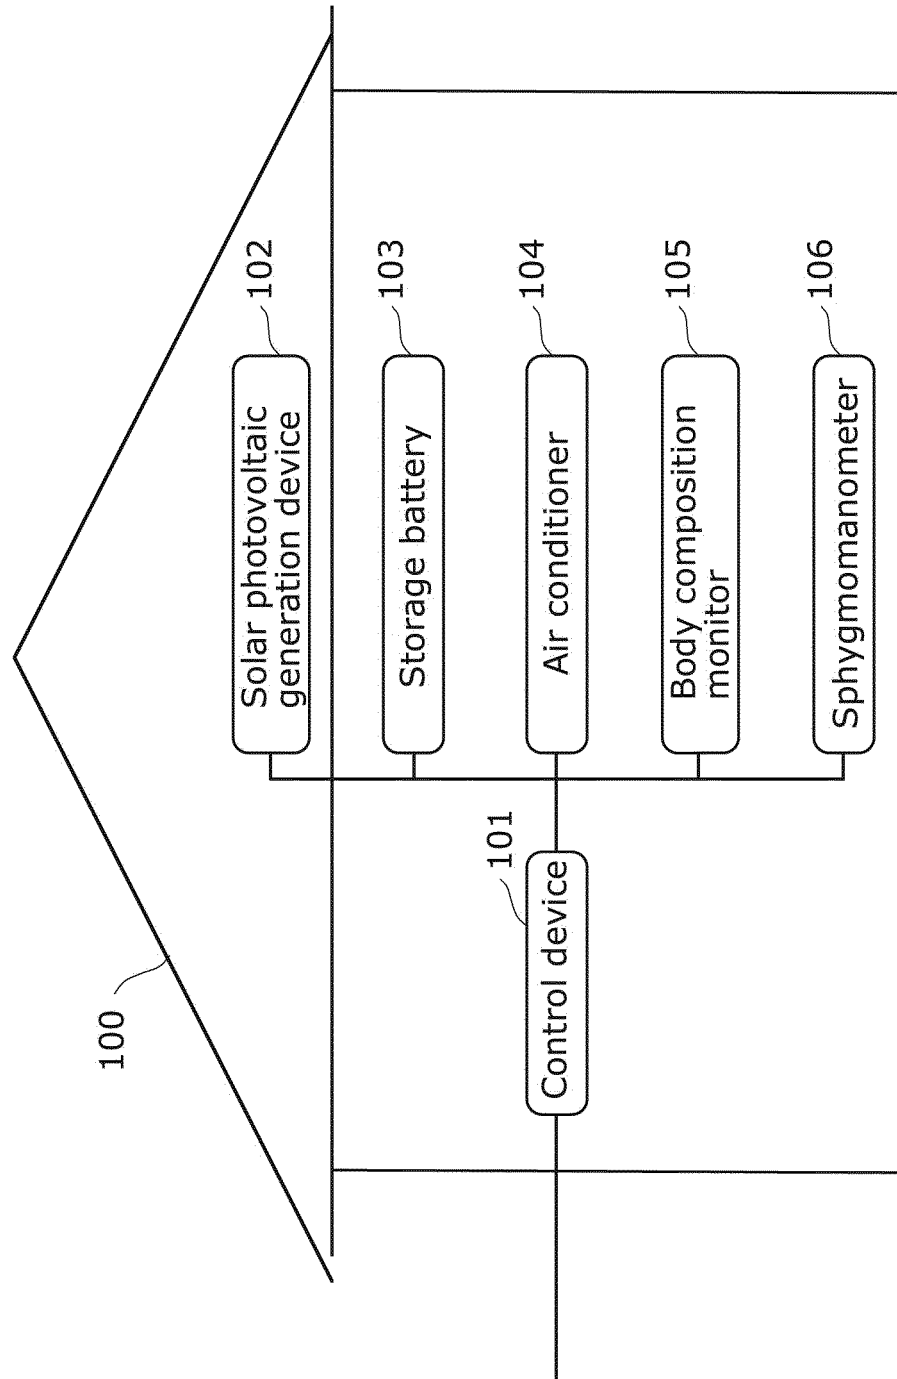 100
101
Control device
102
Solar photovoltaic
generation device
103
Storage battery
104
Air conditioner
105
Body composition
monitor
106
Sphygmomanometer